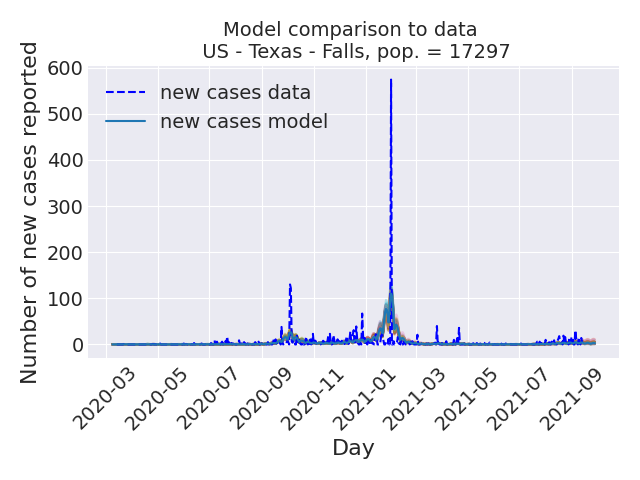 Model comparison to data
US - Texas - Falls, pop. = 17297
Number of new cases reported
600
500
400
300
200
100
0
new cases data
new cases model
2020-03
2020-05
2020-07
2020-09
2020-11
2021-01
2021-03
2021-05
2021-07
2021-09
Day